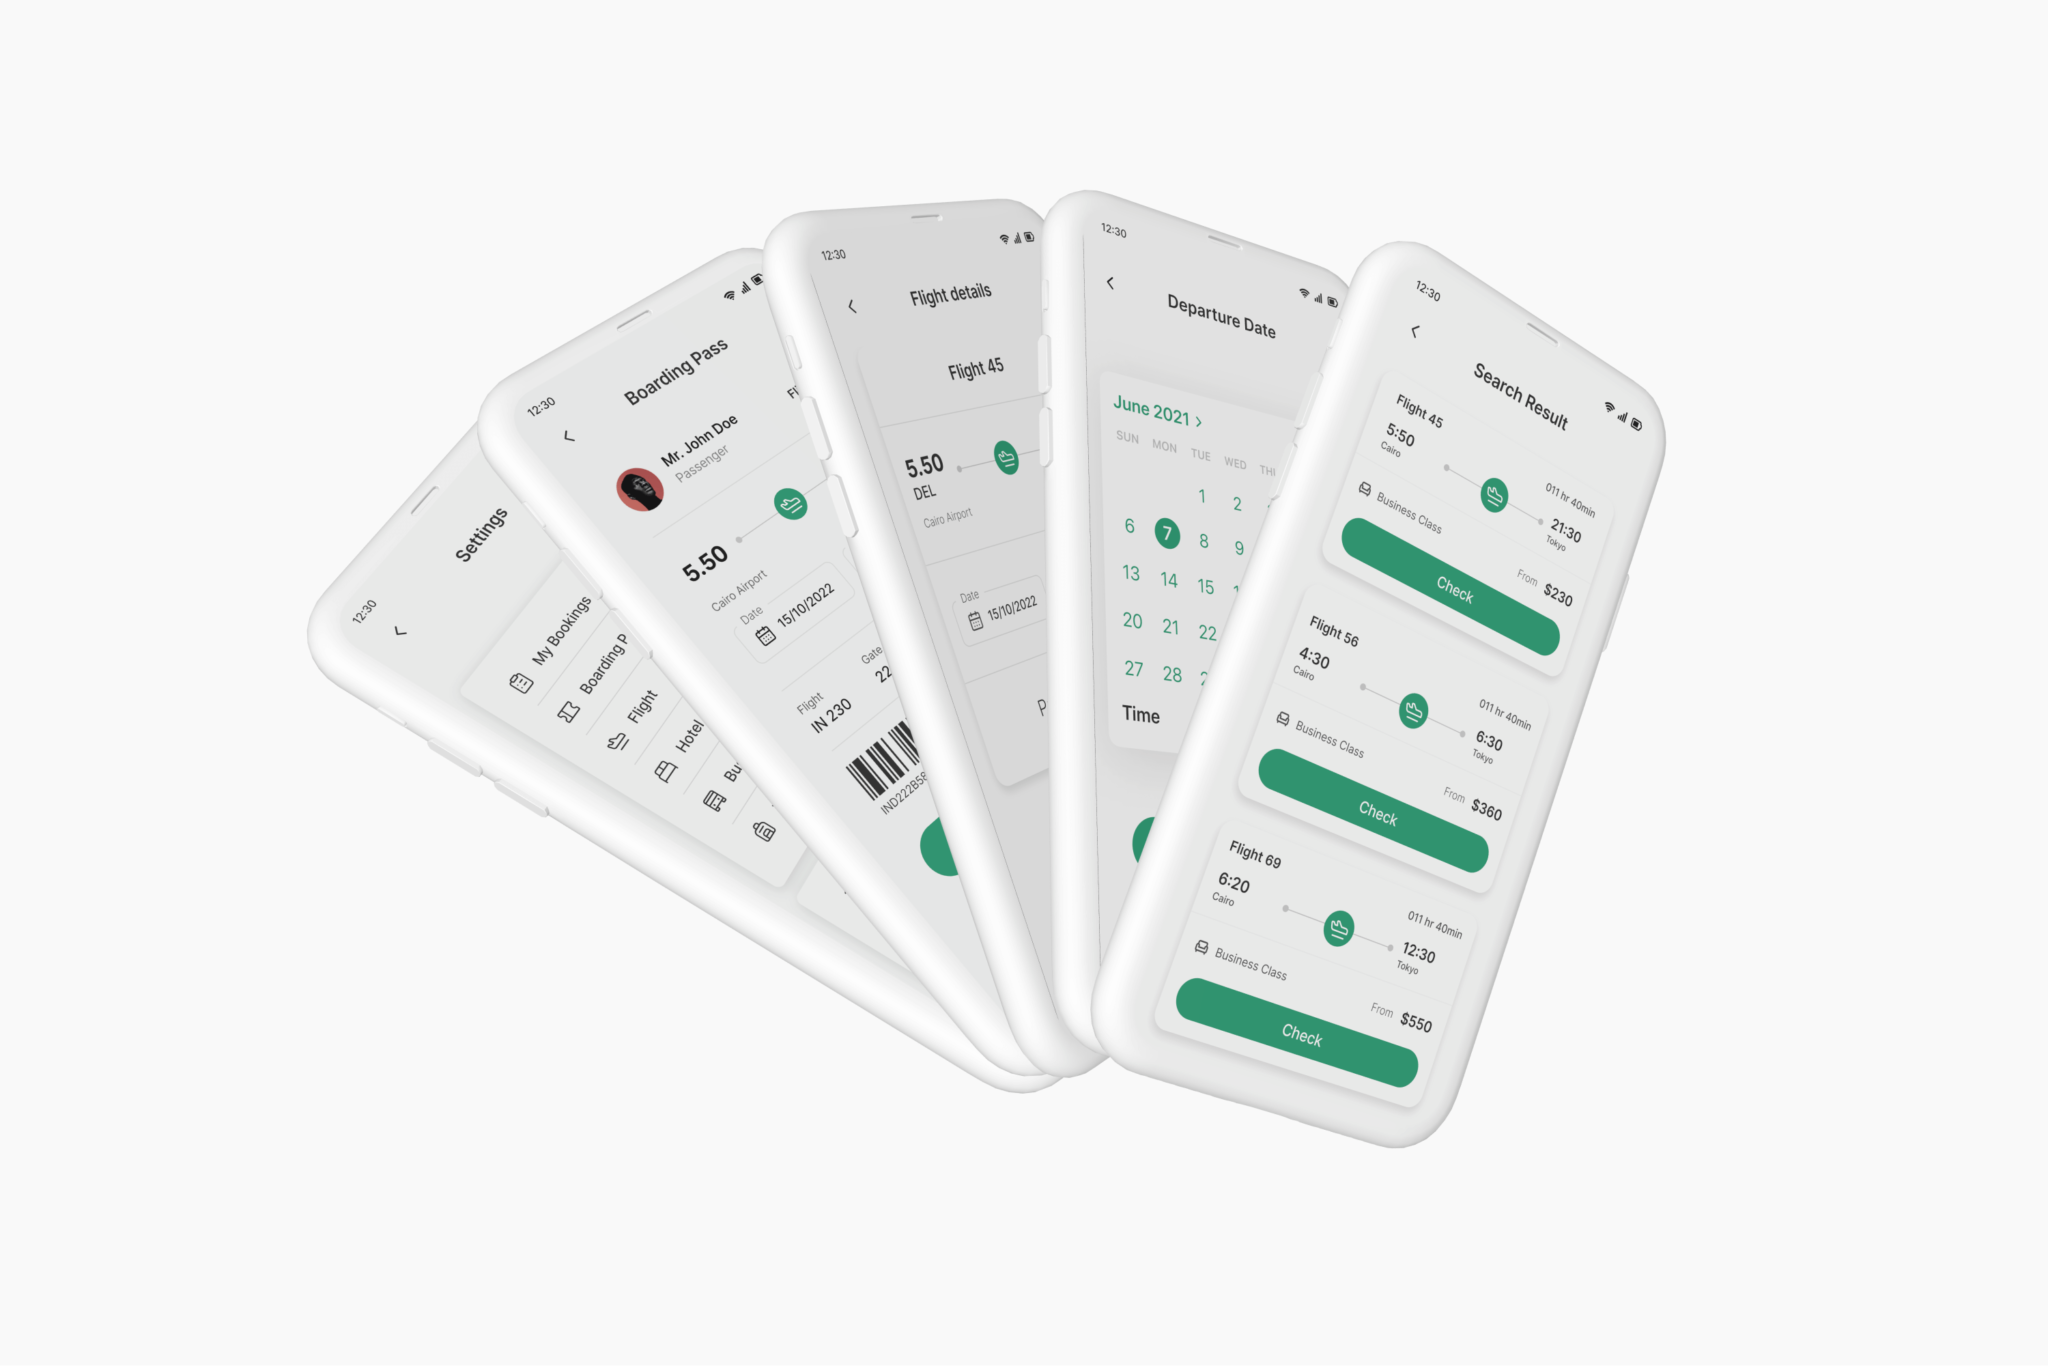 12:30
Settings
My Bookings
Boarding P
Flight
Hotel
12:30
Boarding Pass
Mr. John Doe
Passenger
5.50
Cairo Airport
Date
15/10/2022
Flight
Gate
IN 230
22
IND222B58
12:30
Flight details
Flight 45
5.50
DEL
Cairo Airport
Date
15/10/2022
12:30
Departure Date
June 2021 >
SUN MON TUE WED THI
1 2
6 7 8 9
13 14 15
20 21 22
27 28
Time
12:30
Search Result
Flight 45
5:50
Cairo
011 hr 40min
21:30
Tokyo
Business Class
From $230
Check
Flight 56
4:30
Cairo
011 hr 40min
6:30
Tokyo
Business Class
From $360
Check
Flight 69
6:20
Cairo
011 hr 40min
12:30
Tokyo
Business Class
From $550
Check